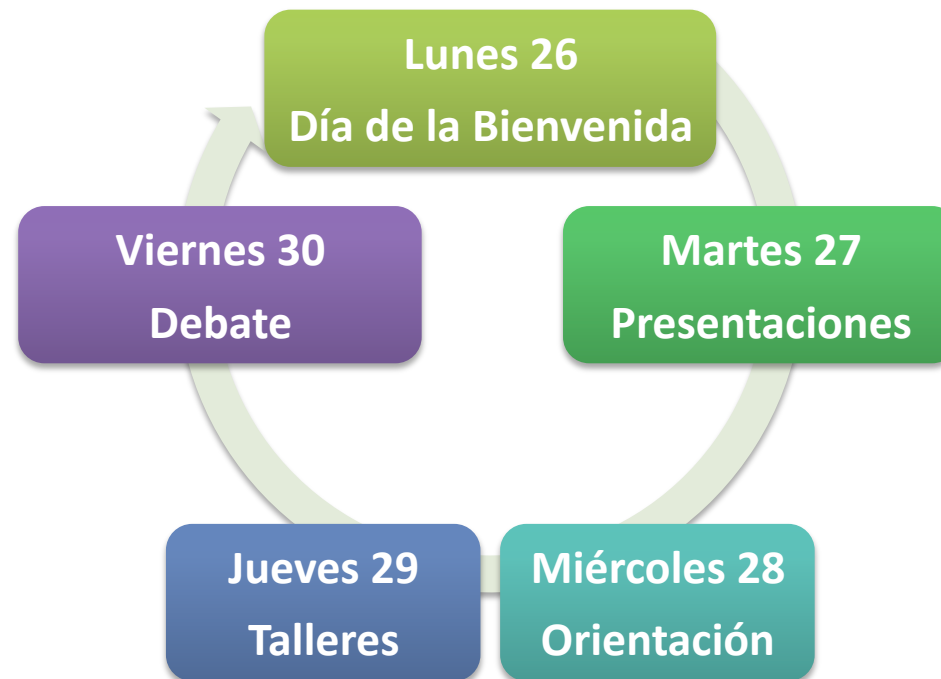 Lunes 26
Día de la Bienvenida
Martes 27
Presentaciones
Miércoles 28
Orientación
Jueves 29
Talleres
Viernes 30
Debate